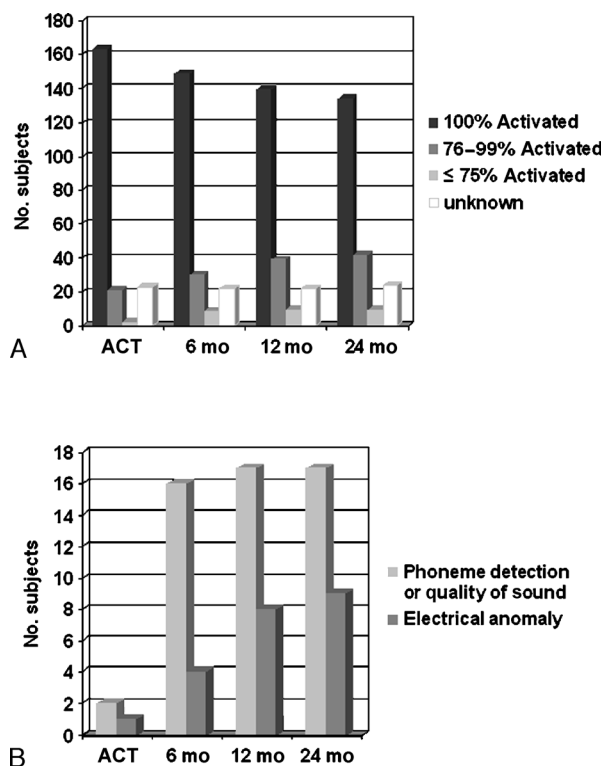 180
160
140
120
100
80
60
40
20
0
No. subjects
ACT
6 mo
12 mo
24 mo
100% Activated
76–99% Activated
≤ 75% Activated
unknown
A
18
16
14
12
10
8
6
4
2
0
No. subjects
ACT
6 mo
12 mo
24 mo
Phoneme detection
or quality of sound
Electrical anomaly
B